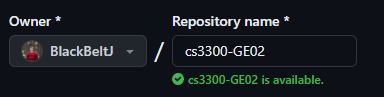 Owner * Repository name *
BlackBeltJ / cs3300-GE02
cs3300-GE02 is available.